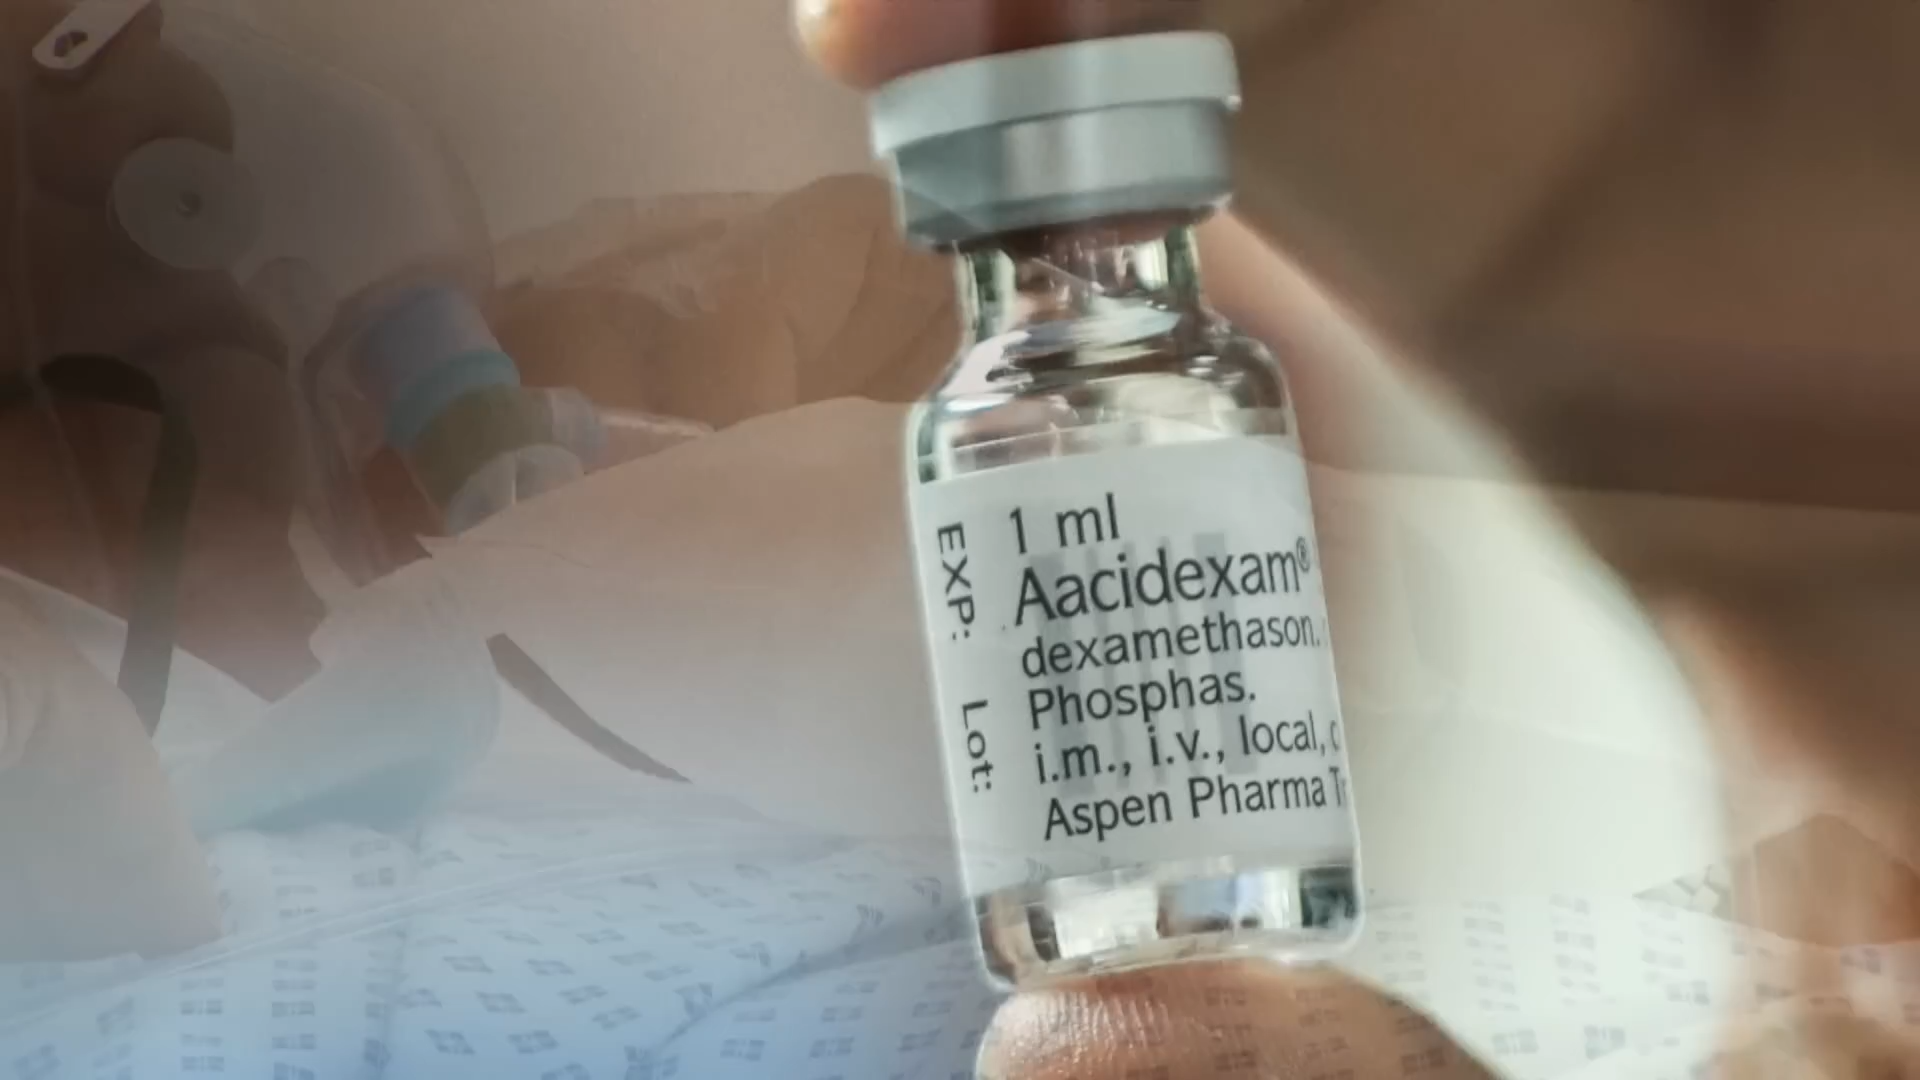 EXP:
Lot:
1 ml
Aacidexam®
dexamethason.
Phosphas.
i.m., i.v., local,
Aspen Pharma